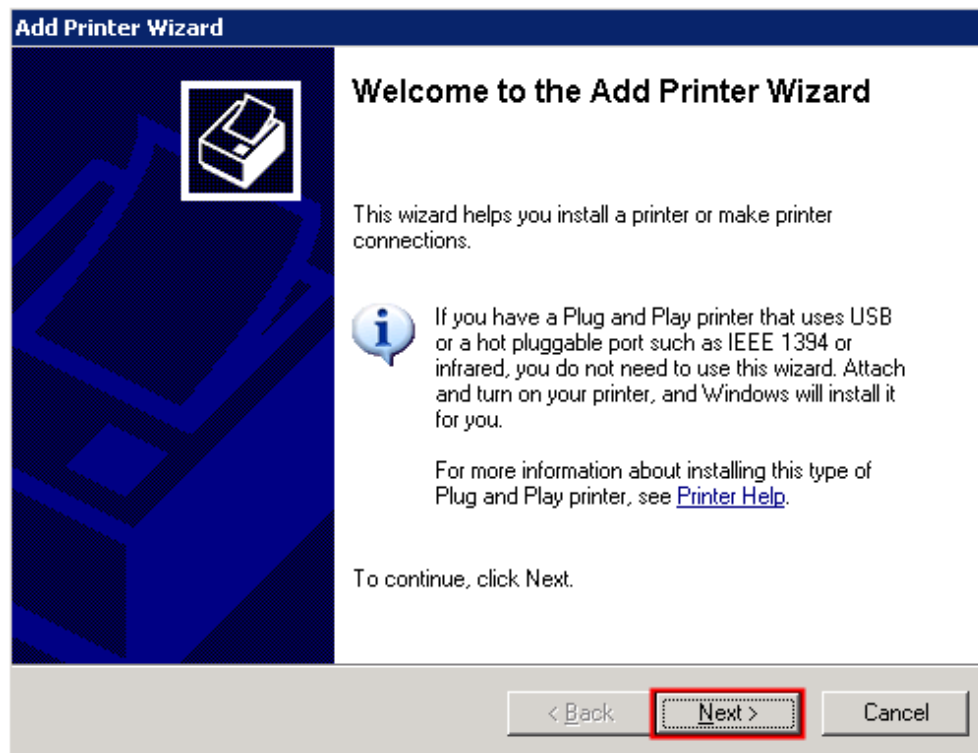 Add Printer Wizard
Welcome to the Add Printer Wizard
This wizard helps you install a printer or make printer
connections.
If you have a Plug and Play printer that uses USB
or a hot pluggable port such as IEEE 1394 or
infrared, you do not need to use this wizard. Attach
and turn on your printer, and Windows will install it
for you.
For more information about installing this type of
Plug and Play printer, see Printer Help.
To continue, click Next.
< Back Next > Cancel